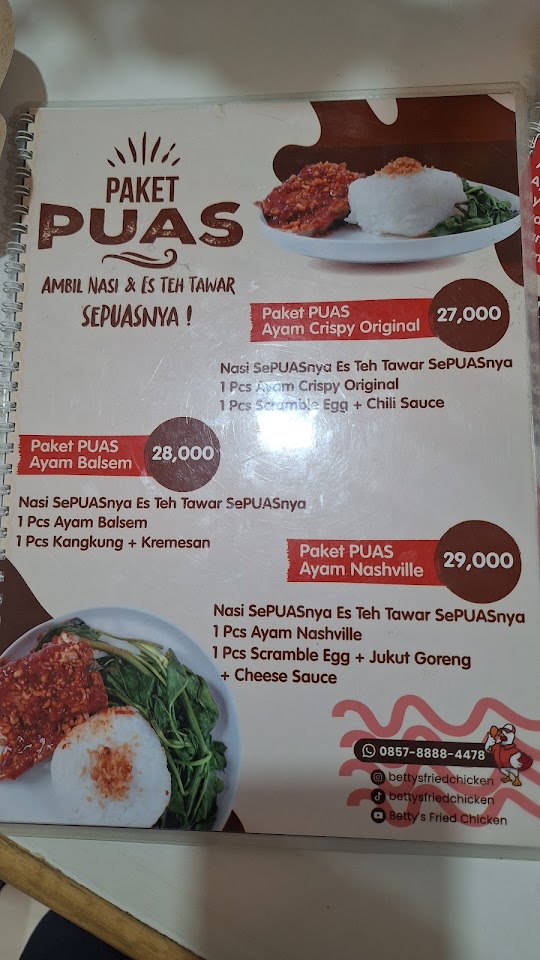 PAKET
PUAS
AMBIL NASI & ES TEH TAWAR
SEPUASNYA !
Paket PUAS
Ayam Crispy Original
27,000
Nasi SePUASnya Es Teh Tawar SePUASnya
1 Pcs Ayam Crispy Original
1 Pcs Scramble Egg + Chili Sauce
Paket PUAS
Ayam Balsem
28,000
Nasi SePUASnya Es Teh Tawar SePUASnya
1 Pcs Ayam Balsem
1 Pcs Kangkung + Kremesan
Paket PUAS
Ayam Nashville
29,000
Nasi SePUASnya Es Teh Tawar SePUASnya
1 Pcs Ayam Nashville
1 Pcs Scramble Egg + Jukut Goreng
+ Cheese Sauce
0857-8888-4478
bettysfriedchicken
bettysfriedchicken
Betty's Fried Chicken